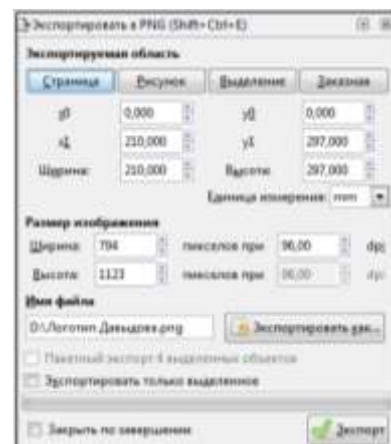 Экспортировать в PNG (Shift+Ctrl+E)
Экспортируемая область
Страница Рисунок Выделение Заказная
x0 0,000 y0 0,000
x1 210,000 y1 297,000
Ширина: 210,000 Высота: 297,000
Единица измерения: mm
Размер изображения
Ширина: 794 пикселов при 96,00 dpi
Высота: 1123 пикселов при 96,00 dpi
Имя файла
D:\Логотип Давыдова.png Экспортировать как...
Пакетный экспорт 4 выделенных объектов
Экспортировать только выделенное
Закрыть по завершении Экспорт